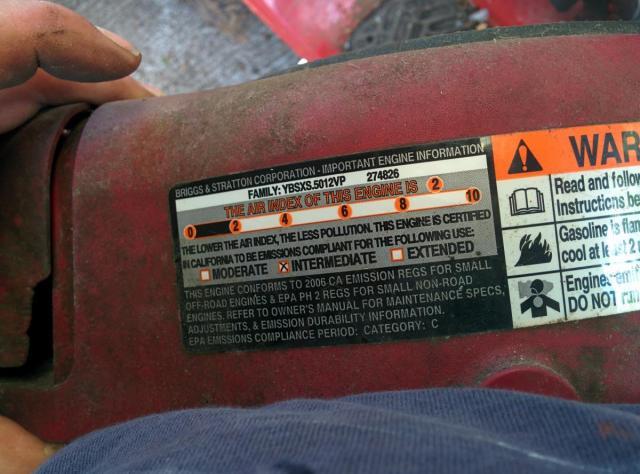 BRIGGS & STRATTON CORPORATION - IMPORTANT ENGINE INFORMATION
FAMILY: YBSXS.5012VP 274826
THE AIR INDEX OF THIS ENGINE IS 2
0 2 4 6 8 10
THE LOWER THE AIR INDEX, THE LESS POLLUTION. THIS ENGINE IS CERTIFIED
IN CALIFORNIA TO BE EMISSIONS COMPLIANT FOR THE FOLLOWING USE:
MODERATE INTERMEDIATE EXTENDED
THIS ENGINE CONFORMS TO 2006 CA EMISSION REGS FOR SMALL
OFF-ROAD ENGINES & EPA PH 2 REGS FOR SMALL NON-ROAD
ENGINES. REFER TO OWNER'S MANUAL FOR MAINTENANCE SPECS,
ADJUSTMENTS, & EMISSION DURABILITY INFORMATION.
EPA EMISSIONS COMPLIANCE PERIOD: CATEGORY: C
WAR
Read and follow
Instructions be
Gasoline is flam
cool at least 2
Engines emit
DO NOT run